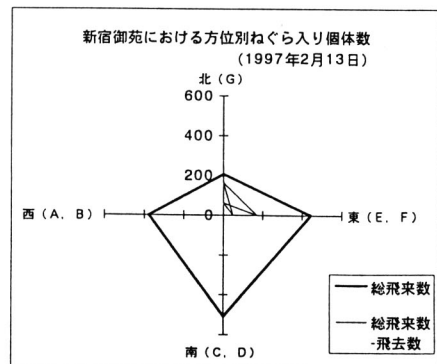 新宿御苑における方位別ねぐら入り個体数
(1997年2月13日)
北(G)
600
400
200
0
西(A, B)
東(E, F)
南(C, D)
総飛来数
総飛来数
-飛去数